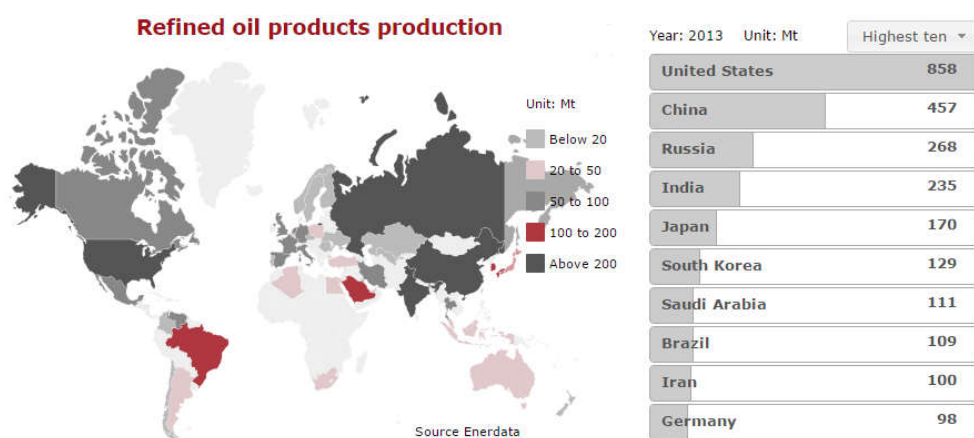 Refined oil products production
Unit: Mt
Below 20
20 to 50
50 to 100
100 to 200
Above 200
Source Enerdata
Year: 2013 Unit: Mt Highest ten
United States 858
China 457
Russia 268
India 235
Japan 170
South Korea 129
Saudi Arabia 111
Brazil 109
Iran 100
Germany 98